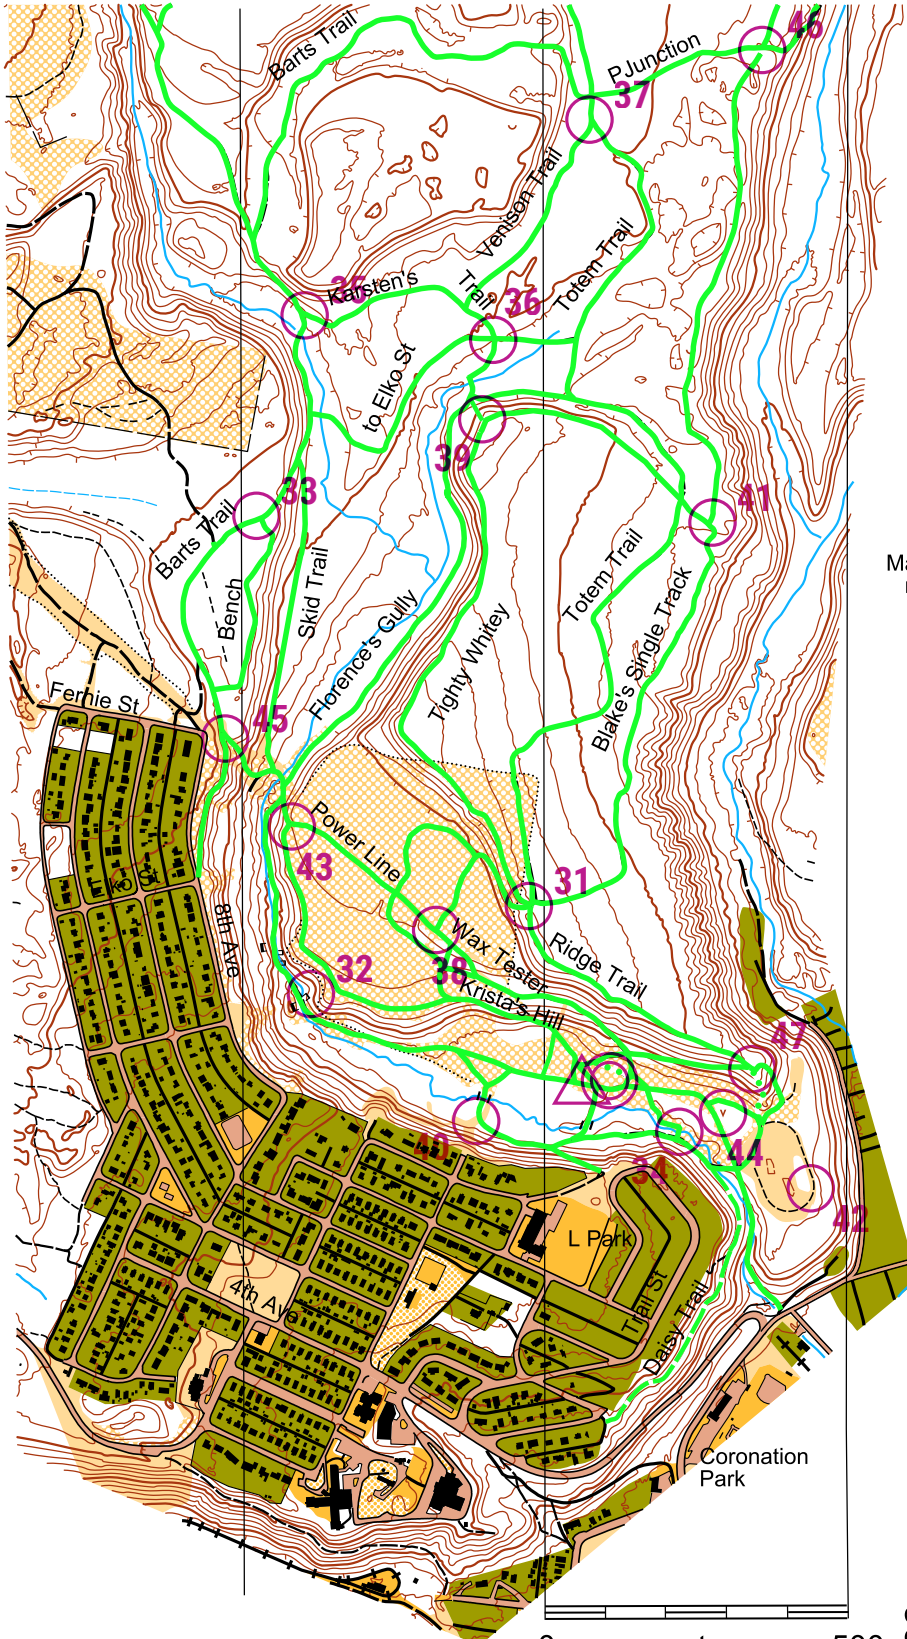 Barts Trail
PJunction
46
37
Venison Trail
Totem Trail
35
Karsten's
Trail
36
to Elko St
39
33
41
Barts Trail
Bench
Skid Trail
Totem Trail
Ma
Blake's Single Track
Florence's Gully
Tighty Whitey
Fernie St
45
Power Line
43
31
Elko St
8th Ave
Wax Tester
Ridge Trail
32
38
Krista's Hill
47
40
34
44
42
L Park
4th Ave
Trail St
Daisy Trail
Coronation
Park